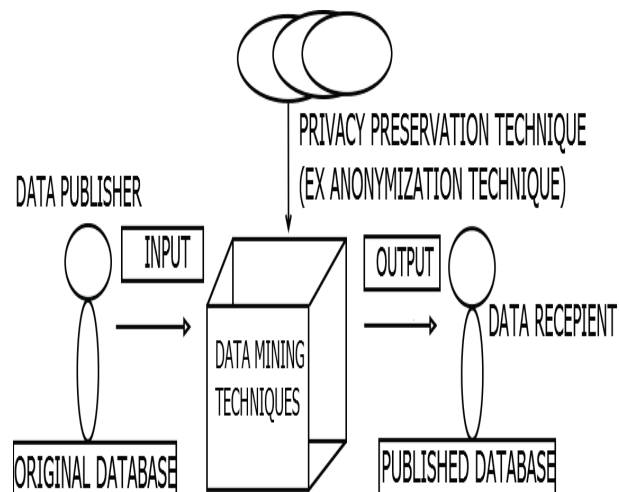 PRIVACY PRESERVATION TECHNIQUE
(EX ANONYMIZATION TECHNIQUE)
DATA PUBLISHER
INPUT
OUTPUT
DATA RECEPIENT
DATA MINING
TECHNIQUES
ORIGINAL DATABASE
PUBLISHED DATABASE